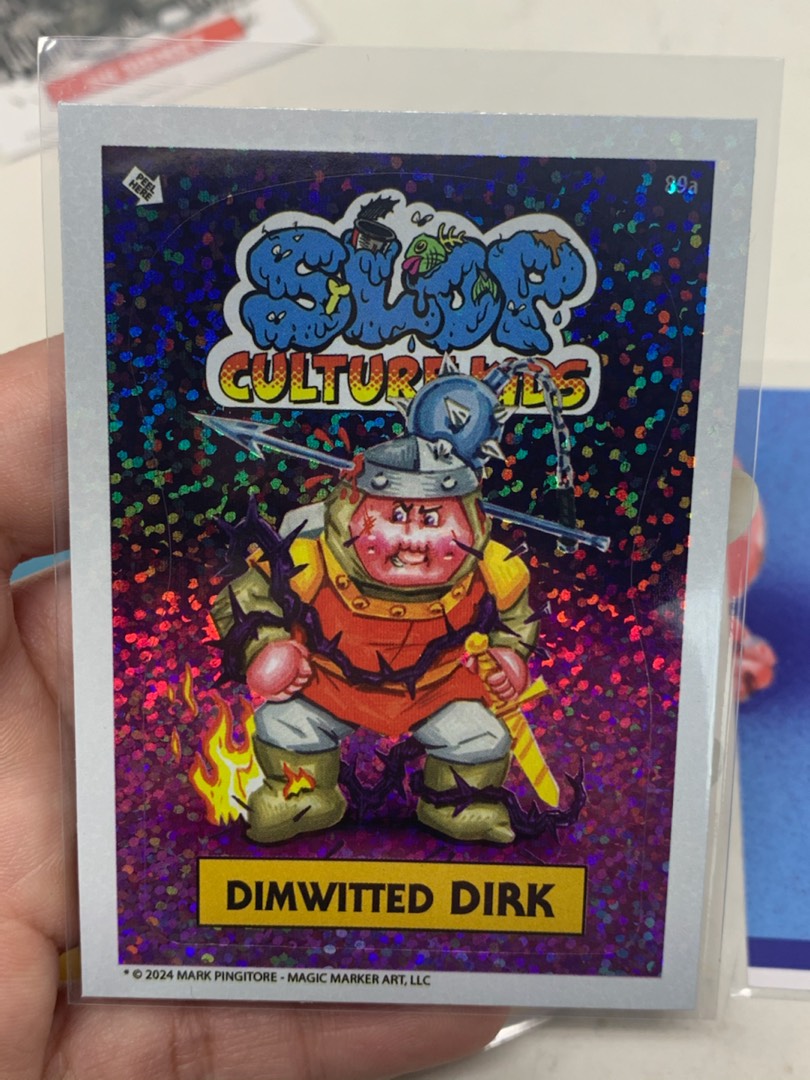 PEEL
HERE
89a
SLOP
CULTURE KIDS
DIMWITTED DIRK
* © 2024 MARK PINGITORE - MAGIC MARKER ART, LLC